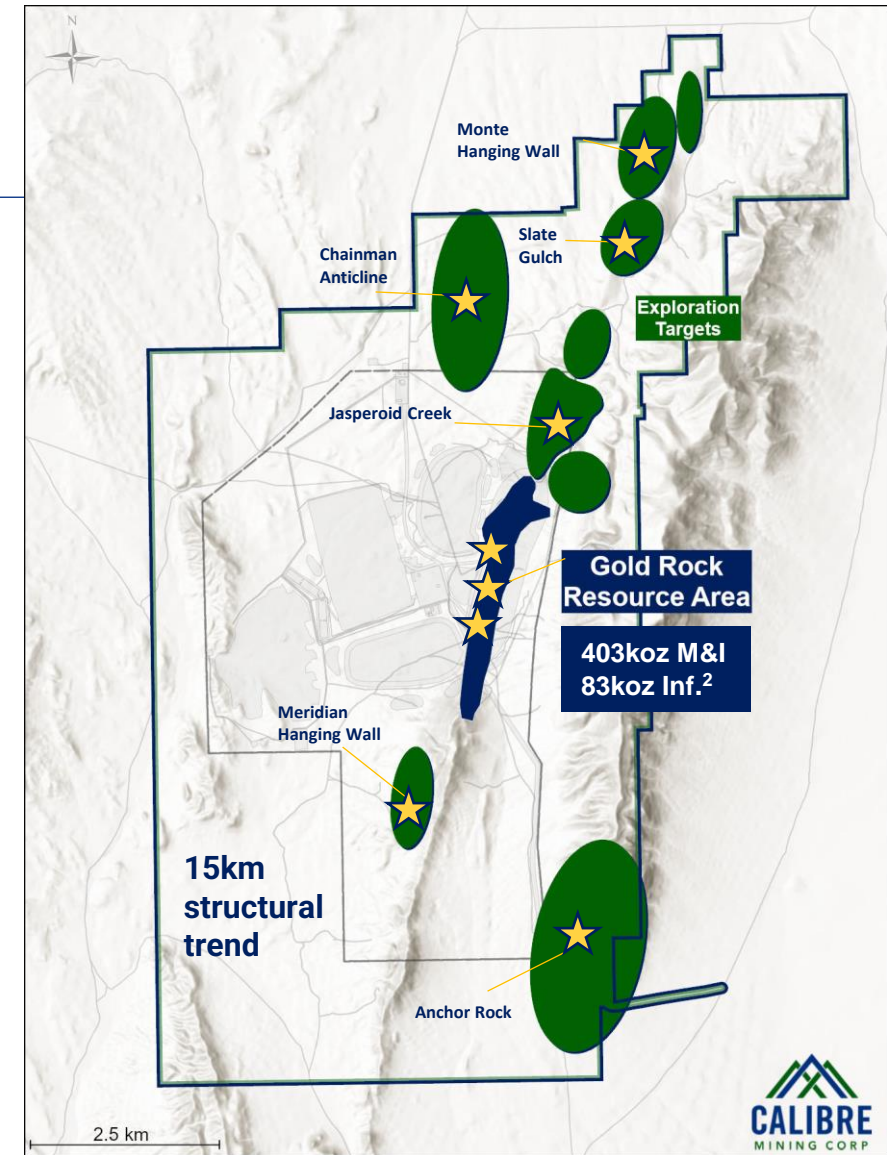 N
Monte
Hanging Wall
Slate
Gulch
Chainman
Anticline
Exploration
Targets
Jasperoid Creek
Gold Rock
Resource Area
403koz M&I
83koz Inf.²
Meridian
Hanging Wall
15km
structural
trend
Anchor Rock
2.5 km
CALIBRE
MINING CORP